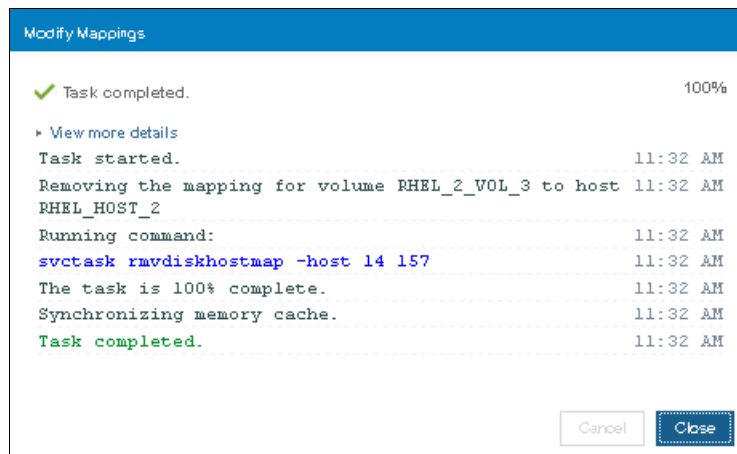 Modify Mappings
Task completed. 100%
View more details
Task started. 11:32 AM
Removing the mapping for volume RHEL_2_VOL_3 to host 11:32 AM
RHEL_HOST_2
Running command: 11:32 AM
svctask rmvdiskhostmap -host 14 157 11:32 AM
The task is 100% complete. 11:32 AM
Synchronizing memory cache. 11:32 AM
Task completed. 11:32 AM
Cancel Close